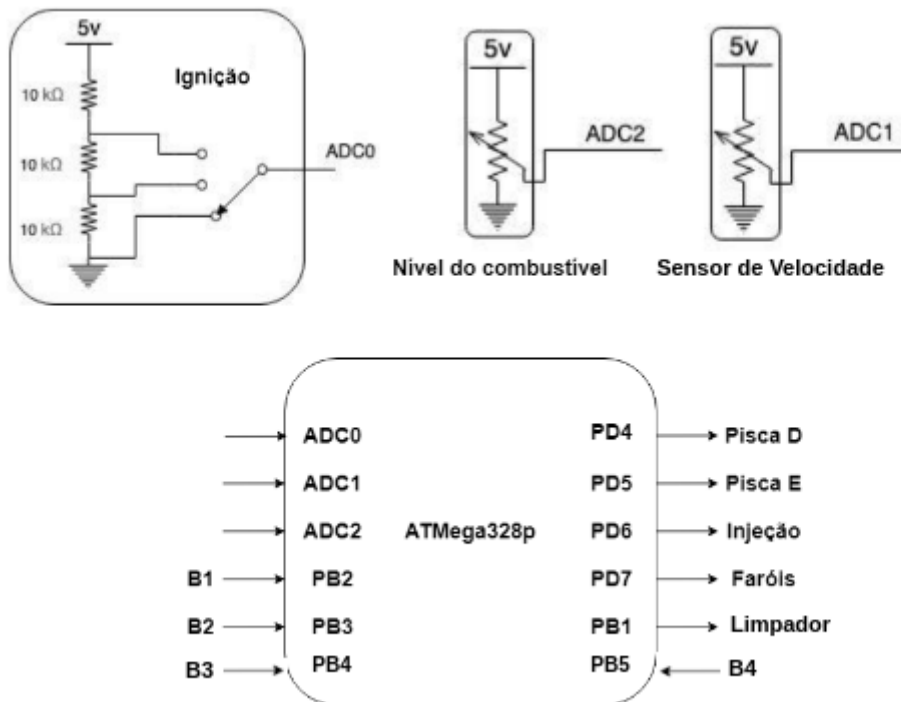 5v
Ignição
10 kΩ
10 kΩ
10 kΩ
ADC0
5v
ADC2
Nivel do combustivel
5v
ADC1
Sensor de Velocidade
ADC0
ADC1
ADC2
B1
PB2
B2
PB3
B3
PB4
ATMega328p
PD4
Pisca D
PD5
Pisca E
PD6
Injeção
PD7
Faróis
PB1
Limpador
PB5
B4